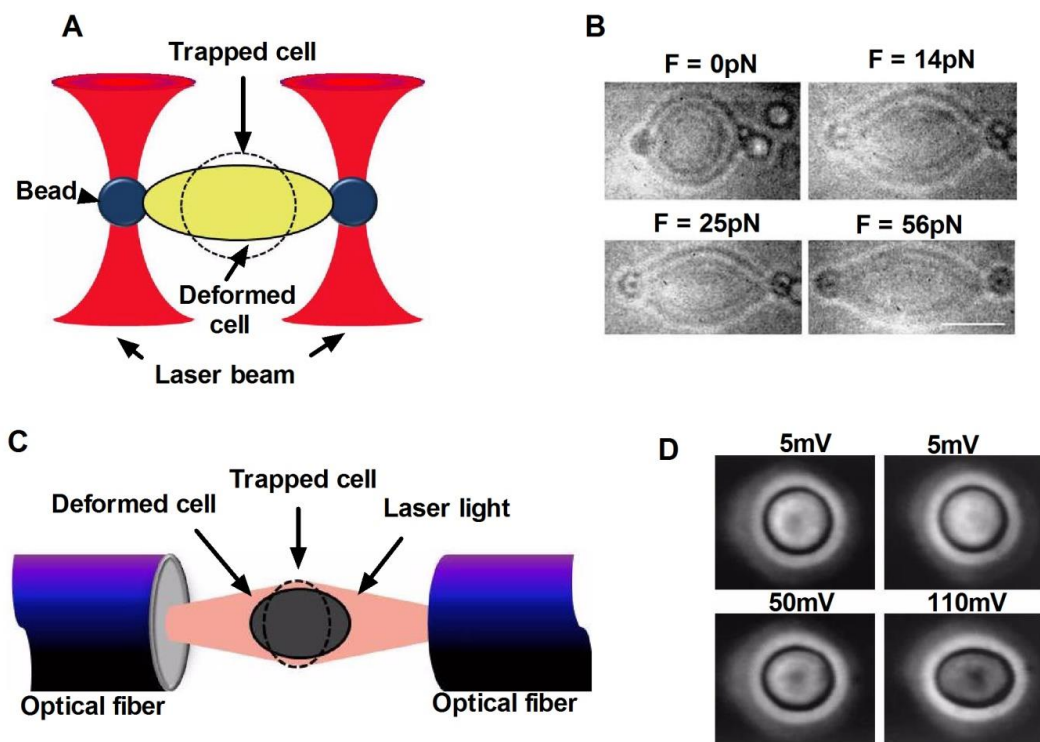 A
Trapped cell
Bead
Deformed
cell
Laser beam
B
F = 0pN
F = 14pN
F = 25pN
F = 56pN
C
Trapped cell
Deformed cell
Laser light
Optical fiber
Optical fiber
D
5mV
5mV
50mV
110mV